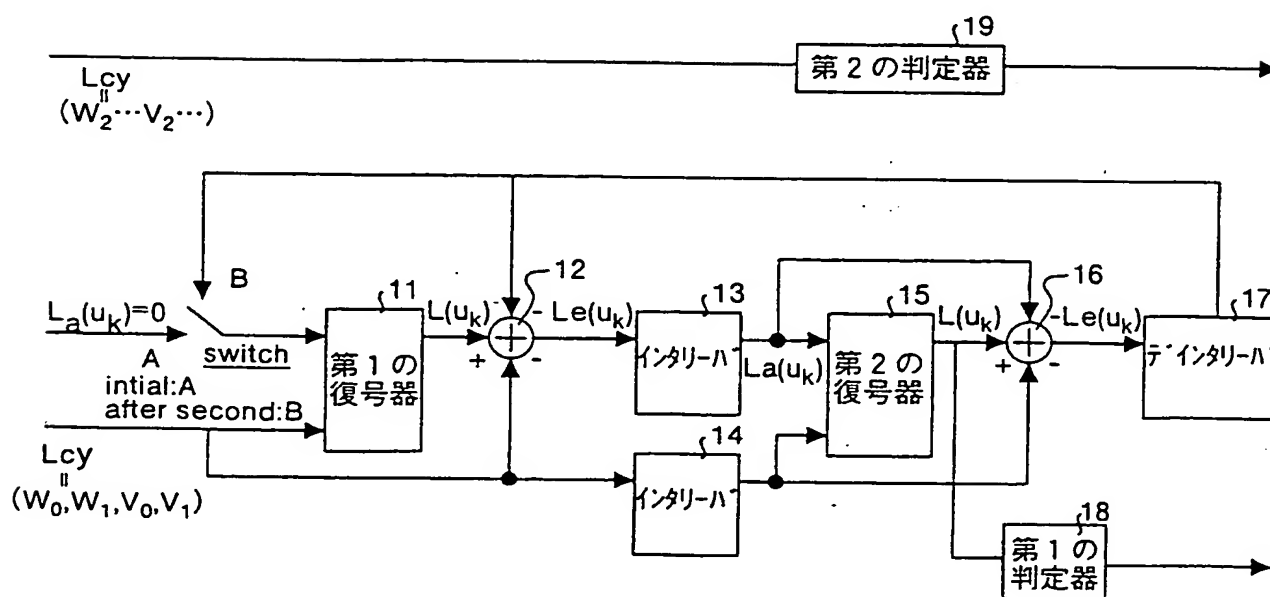 19
第2の判定器
Lcy
=
(W₂…V₂…)
B
11
L(uₖ)
-
12
-
Le(uₖ)
13
15
L(uₖ)
16
-
Le(uₖ)
17
Lₐ(uₖ)=0
A
switch
第1の
復号器
+
-
インタリーバ
La(uₖ)
第2の
復号器
+
-
デインタリーバ
intial:A
after second:B
14
インタリーバ
Lcy
=
(W₀,W₁,V₀,V₁)
18
第1の
判定器